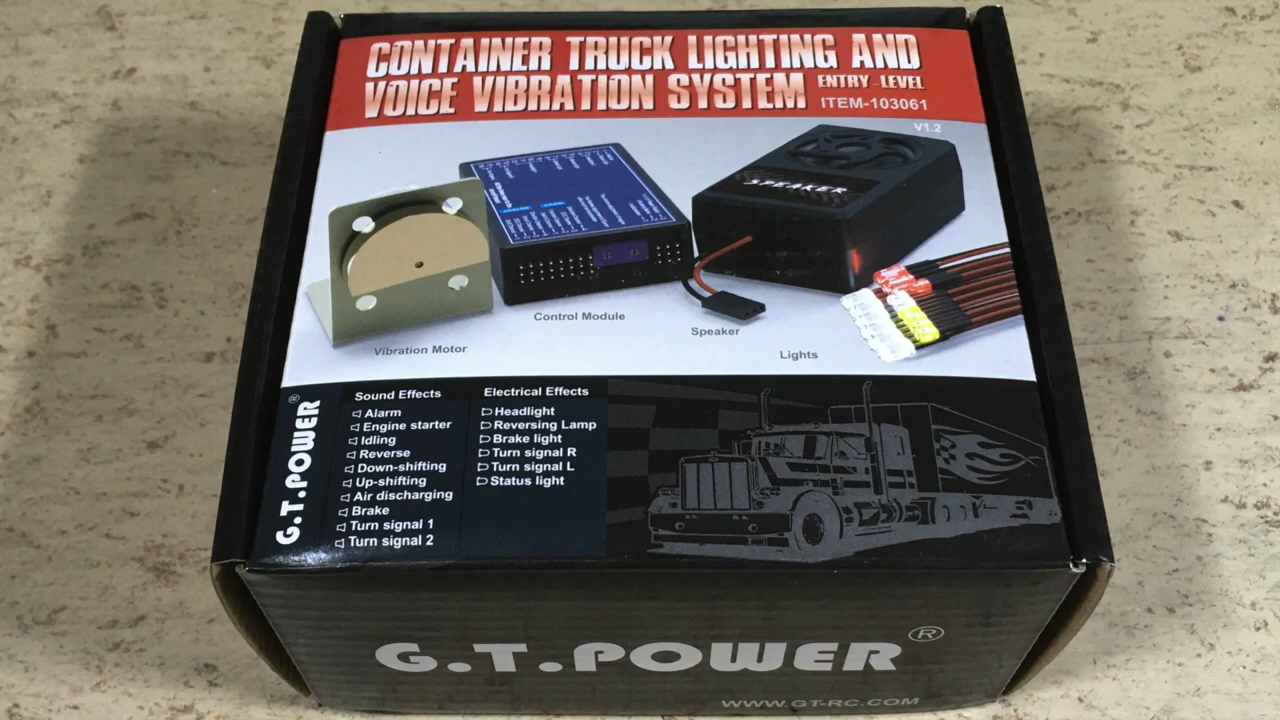 CONTAINER TRUCK LIGHTING AND
VOICE VIBRATION SYSTEM ENTRY-LEVEL
ITEM-103061
V1.2
SPEAKER
Control Module
Speaker
Vibration Motor
Lights
G.T.POWER®
Sound Effects
Alarm
Engine starter
Idling
Reverse
Down-shifting
Up-shifting
Air discharging
Brake
Turn signal 1
Turn signal 2
Electrical Effects
Headlight
Reversing Lamp
Brake light
Turn signal R
Turn signal L
Status light
G.T.POWER®
WWW.GT-RC.COM